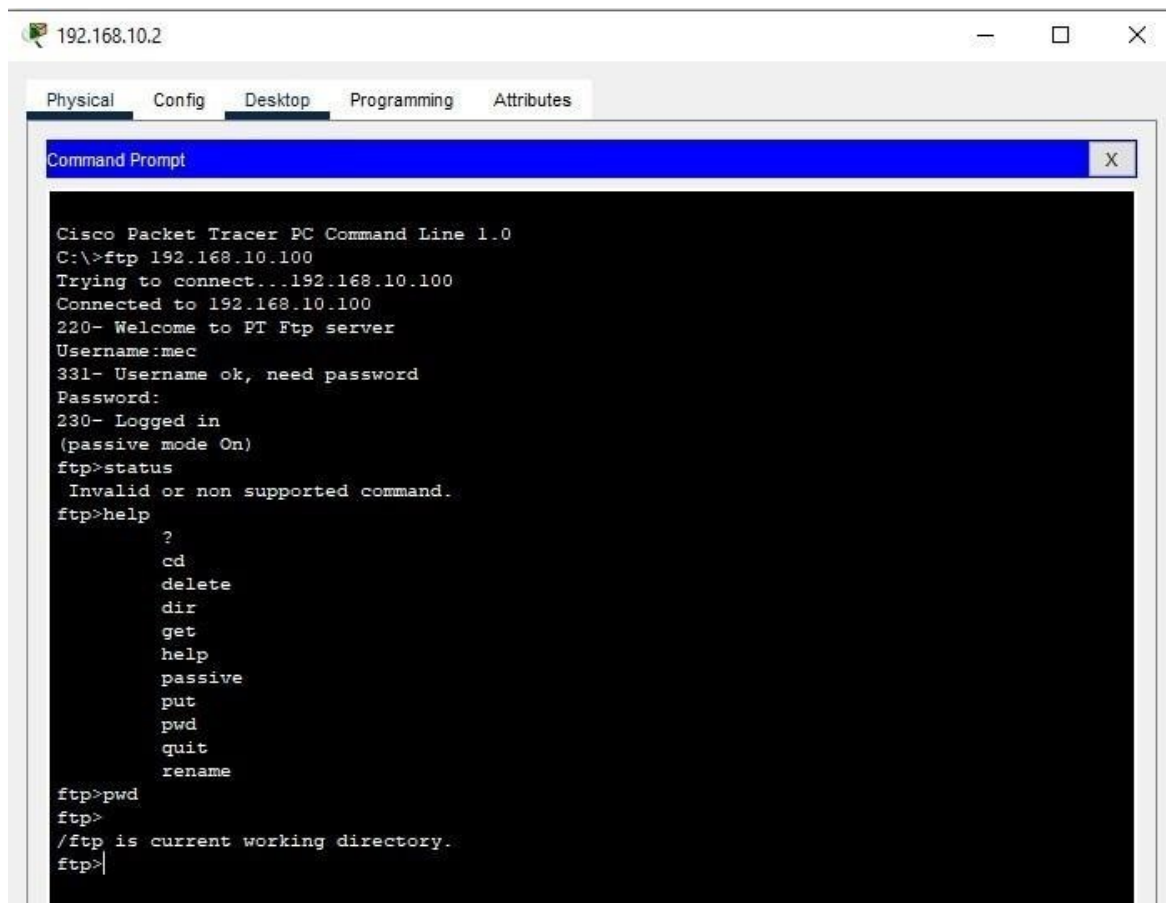 192.168.10.2
Physical Config Desktop Programming Attributes
Command Prompt X
Cisco Packet Tracer PC Command Line 1.0
C:\>ftp 192.168.10.100
Trying to connect...192.168.10.100
Connected to 192.168.10.100
220- Welcome to PT Ftp server
Username:mec
331- Username ok, need password
Password:
230- Logged in
(passive mode On)
ftp>status
Invalid or non supported command.
ftp>help
?
cd
delete
dir
get
help
passive
put
pwd
quit
rename
ftp>pwd
ftp>
/ftp is current working directory.
ftp>